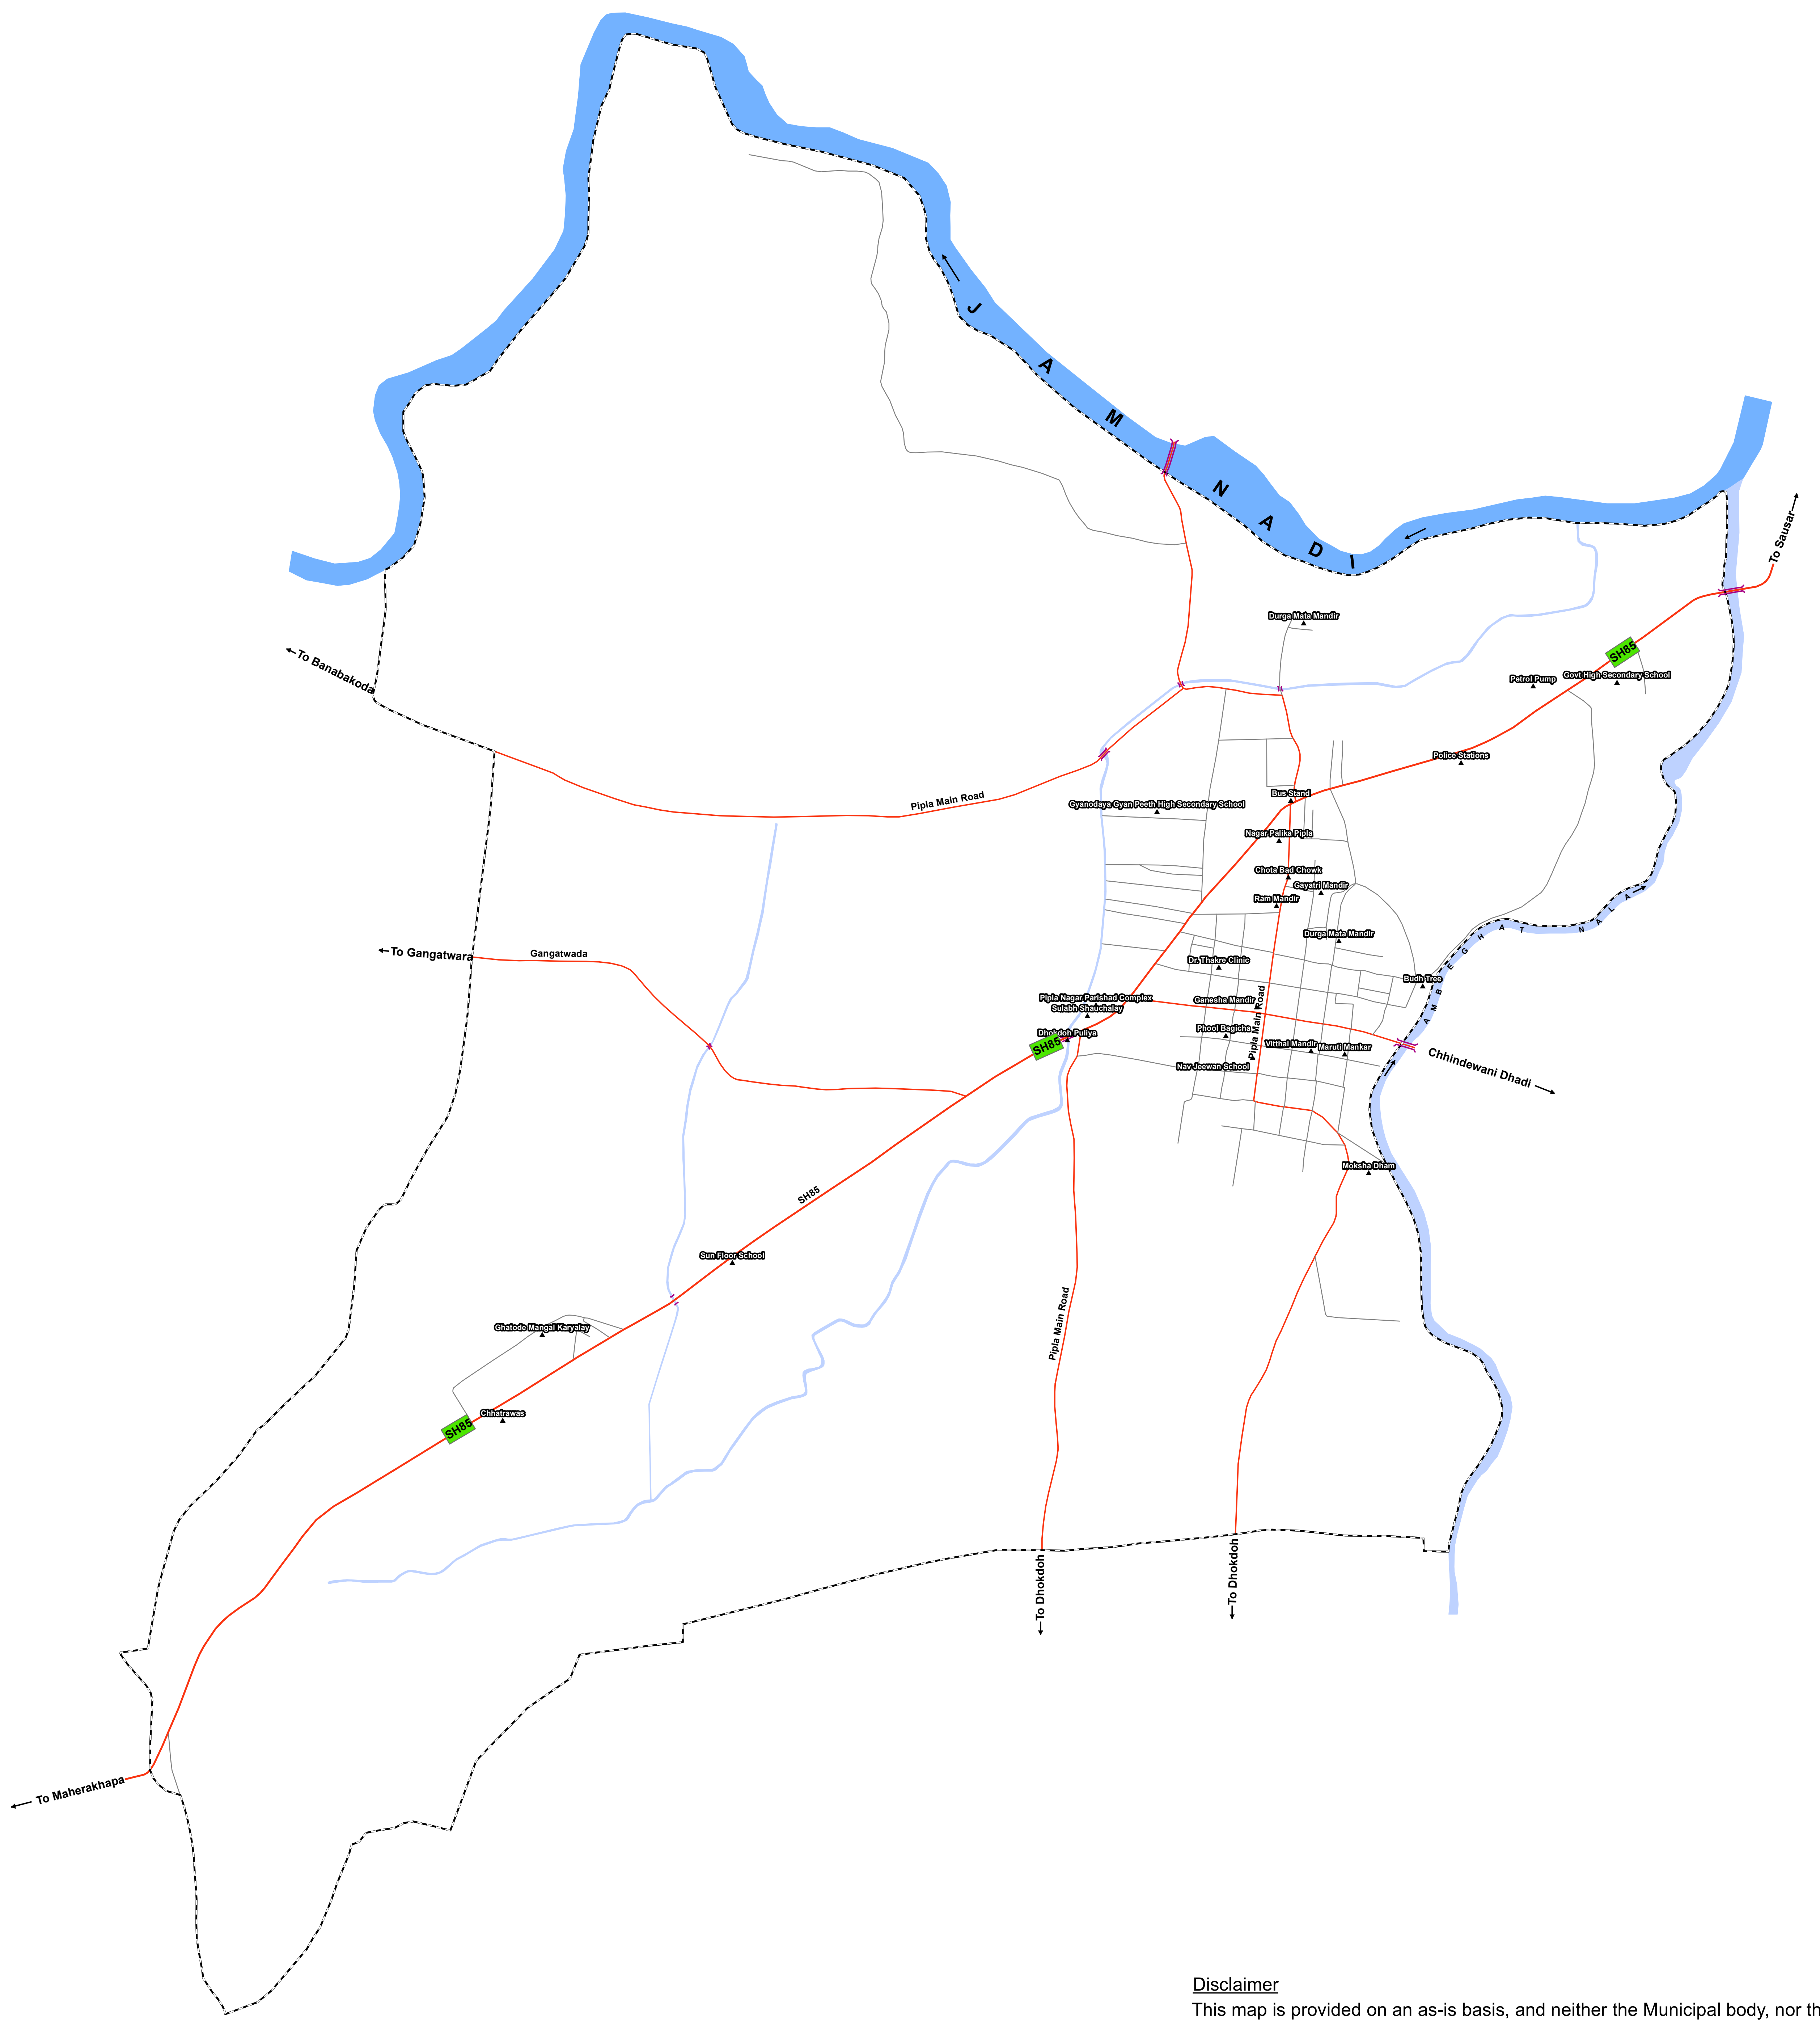 JAM NADI
To Sausar
Durga Mata Mandir
SH85
To Banabakoda
Govt High Secondary School
Petrol Pump
Police Stations
Bus Stand
Pipla Main Road
Gyanodaya Gyan Peeth High Secondary School
Nagar Palika Pipla
Chota Bad Chowk
Gayatri Mandir
Ram Mandir
AMBEGHAT NALA
Durga Mata Mandir
To Gangatwara
Gangatwada
Dr. Thakre Clinic
Budh Tree
Pipla Nagar Parishad Complex
Ganesha Mandir
Sulabh Shauchalay
Pipla Main Road
Phool Bagicha
Dhokdoh Puliya
SH85
Vitthal Mandir
Maruti Mankar
Chhindewani Dhadi
Nav Jeewan School
Moksha Dham
SH85
Sun Floor School
Pipla Main Road
Ghatode Mangal Karyalay
Chhatrawas
SH85
To Dhokdoh
To Dhokdoh
To Maherakhapa
Disclaimer
This map is provided on an as-is basis, and neither the Municipal body, nor th